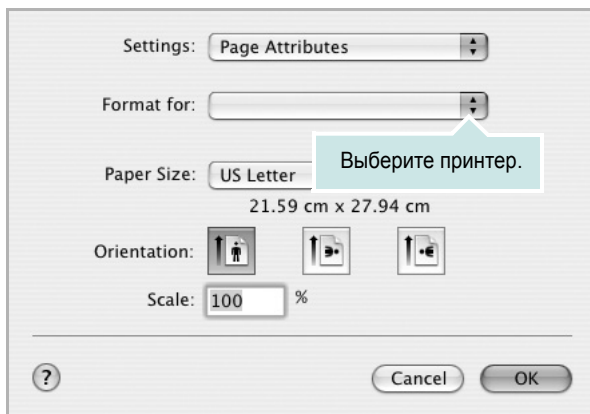 Settings: Page Attributes
Format for:
Выберите принтер.
Paper Size: US Letter
21.59 cm x 27.94 cm
Orientation:
Scale: 100 %
? Cancel OK